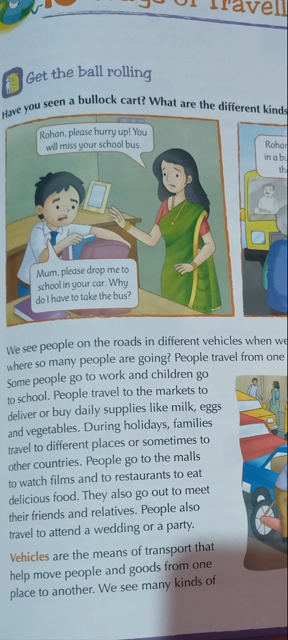 of Travell
Get the ball rolling
Have you seen a bullock cart? What are the different kinds
Rohan, please hurry up! You
will miss your school bus.
Mum, please drop me to
school in your car. Why
do I have to take the bus?
in a
We see people on the roads in different vehicles when we
where so many people are going? People travel from one
Some people go to work and children go
to school. People travel to the markets to
deliver or buy daily supplies like milk, eggs
and vegetables. During holidays, families
travel to different places or sometimes to
other countries. People go to the malls
to watch films and to restaurants to eat
delicious food. They also go out to meet
their friends and relatives. People also
travel to attend a wedding or a party.
Vehicles are the means of transport that
help move people and goods from one
place to another. We see many kinds of